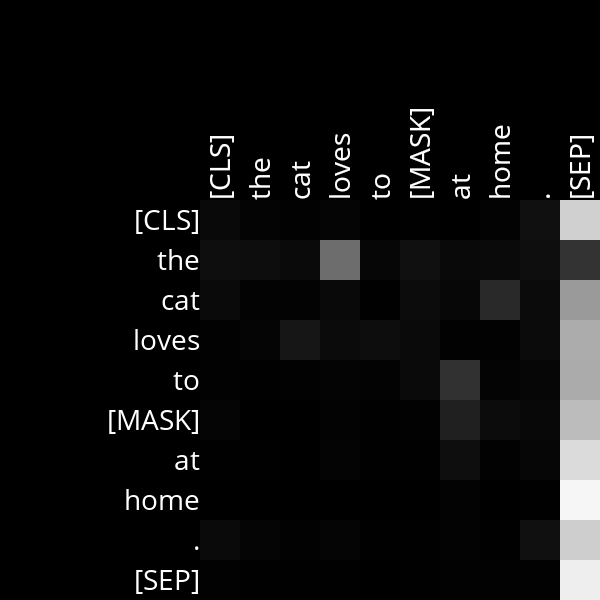 [CLS] the cat loves to [MASK] at home . [SEP]
[CLS]
the
cat
loves
to
[MASK]
at
home
.
[SEP]